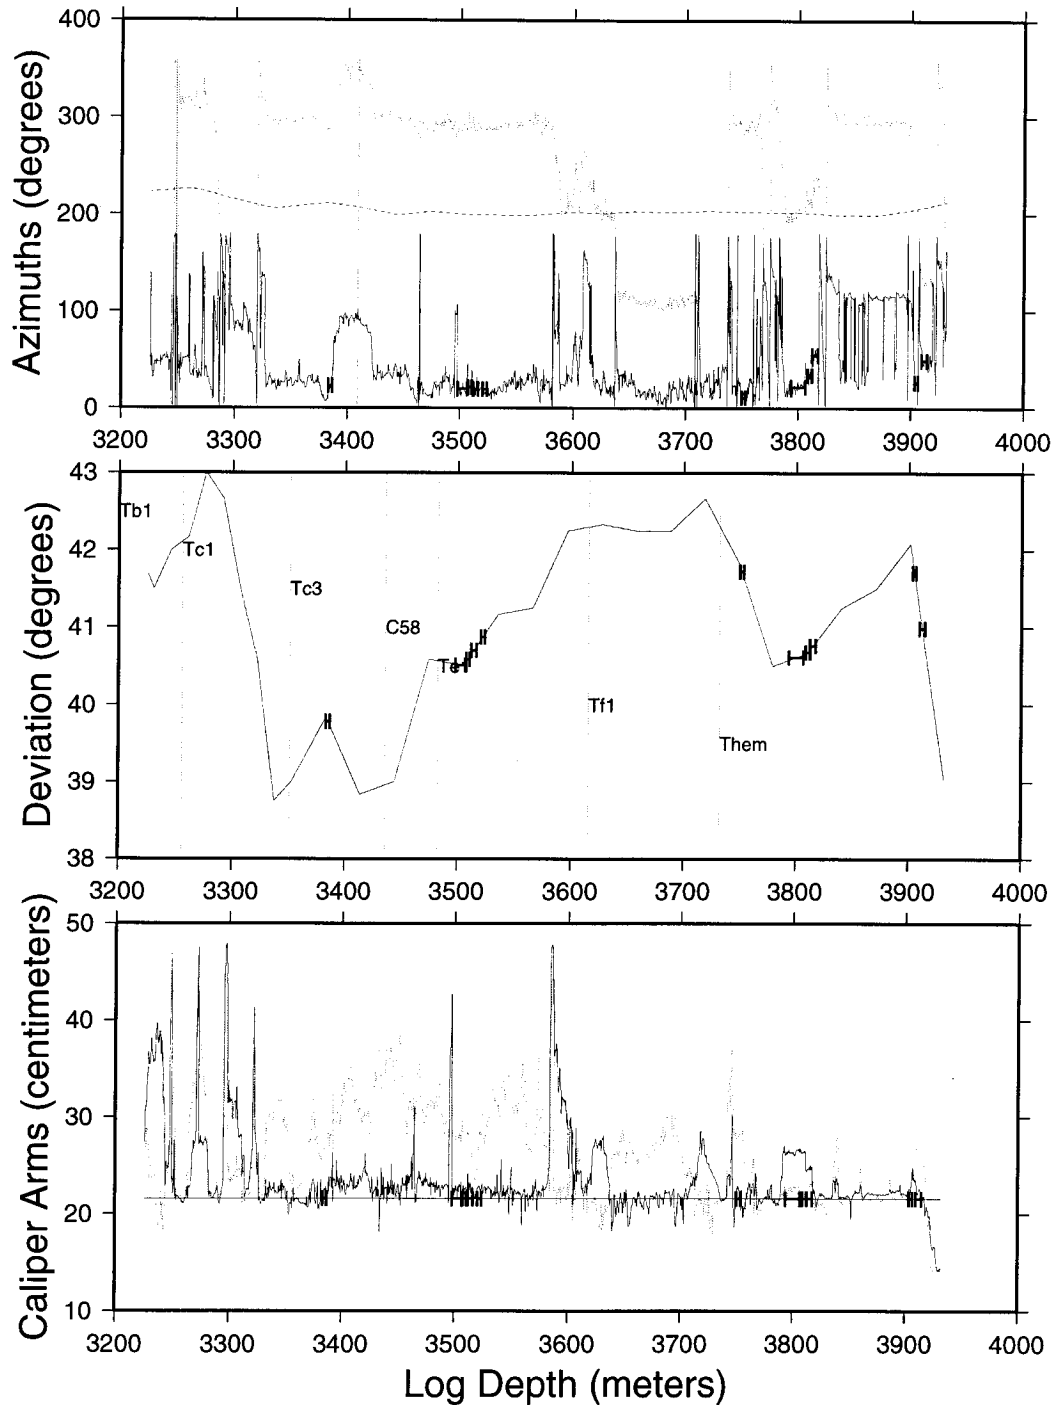 Azimuths (degrees)
400
300
200
100
0
3200 3300 3400 3500 3600 3700 3800 3900 4000
Deviation (degrees)
43
42
41
40
39
38
Tb1
Tc1
Tc3
C58
Te
Tf1
Them
3200 3300 3400 3500 3600 3700 3800 3900 4000
Caliper Arms (centimeters)
50
40
30
20
10
3200 3300 3400 3500 3600 3700 3800 3900 4000
Log Depth (meters)